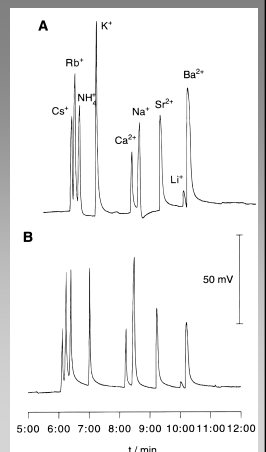 A
K⁺
Rb⁺
NH₄⁺
Cs⁺
Ba²⁺
Sr²⁺
Na⁺
Ca²⁺
Li⁺
B
50 mV
5:00 6:00 7:00 8:00 9:00 10:00 11:00 12:00
t / min